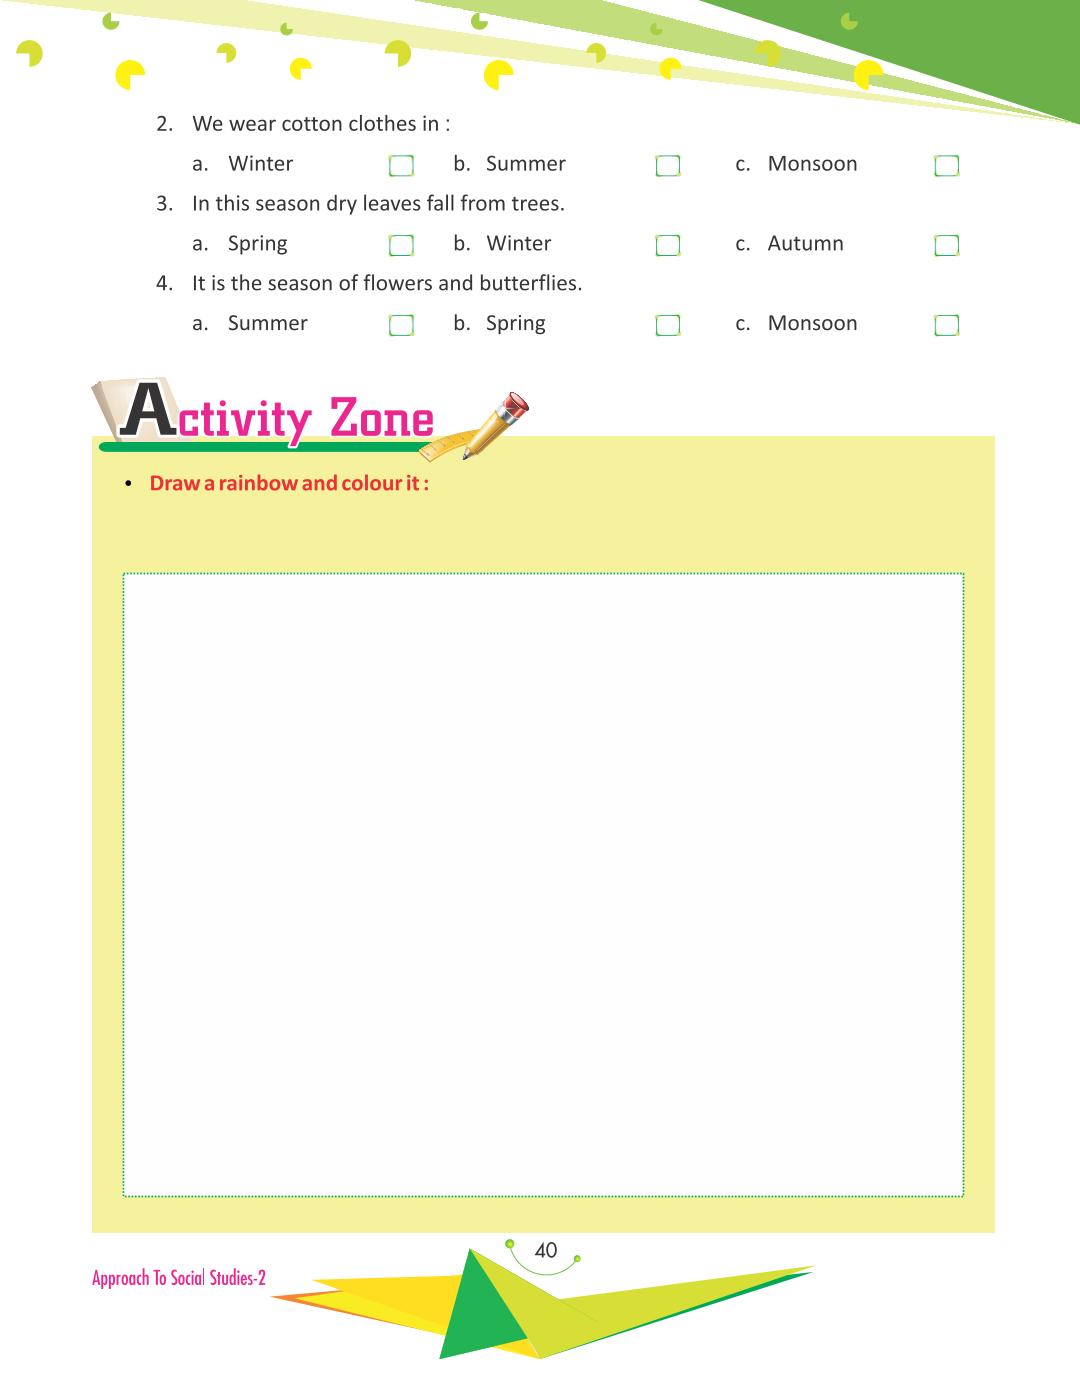 2. We wear cotton clothes in :
a. Winter b. Summer c. Monsoon
3. In this season dry leaves fall from trees.
a. Spring b. Winter c. Autumn
4. It is the season of flowers and butterflies.
a. Summer b. Spring c. Monsoon
Activity Zone
• Draw a rainbow and colour it :
40
Approach To Social Studies-2